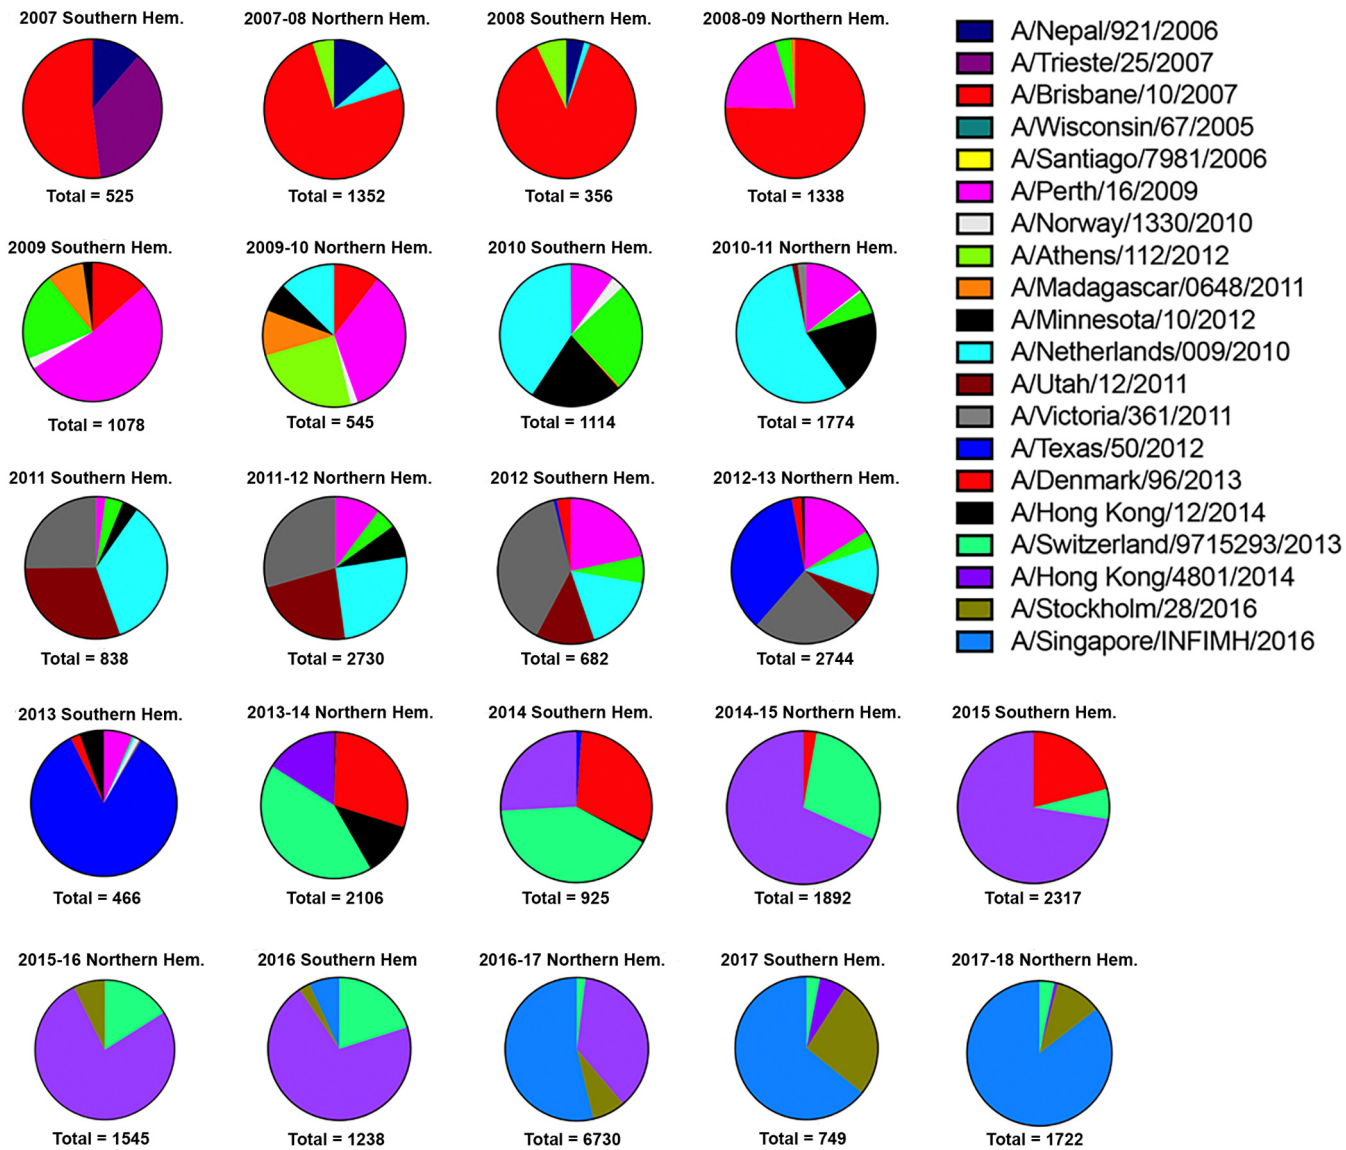 2007 Southern Hem.
2007-08 Northern Hem.
2008 Southern Hem.
2008-09 Northern Hem.
Total = 525
Total = 1352
Total = 356
Total = 1338
2009 Southern Hem.
2009-10 Northern Hem.
2010 Southern Hem.
2010-11 Northern Hem.
Total = 1078
Total = 545
Total = 1114
Total = 1774
2011 Southern Hem.
2011-12 Northern Hem.
2012 Southern Hem.
2012-13 Northern Hem.
Total = 838
Total = 2730
Total = 682
Total = 2744
A/Nepal/921/2006
A/Trieste/25/2007
A/Brisbane/10/2007
A/Wisconsin/67/2005
A/Santiago/7981/2006
A/Perth/16/2009
A/Norway/1330/2010
A/Athens/112/2012
A/Madagascar/0648/2011
A/Minnesota/10/2012
A/Netherlands/009/2010
A/Utah/12/2011
A/Victoria/361/2011
A/Texas/50/2012
A/Denmark/96/2013
A/Hong Kong/12/2014
A/Switzerland/9715293/2013
A/Hong Kong/4801/2014
A/Stockholm/28/2016
A/Singapore/INFIMH/2016
2013 Southern Hem.
2013-14 Northern Hem.
2014 Southern Hem.
2014-15 Northern Hem.
2015 Southern Hem.
Total = 466
Total = 2106
Total = 925
Total = 1892
Total = 2317
2015-16 Northern Hem.
2016 Southern Hem
2016-17 Northern Hem.
2017 Southern Hem.
2017-18 Northern Hem.
Total = 1545
Total = 1238
Total = 6730
Total = 749
Total = 1722